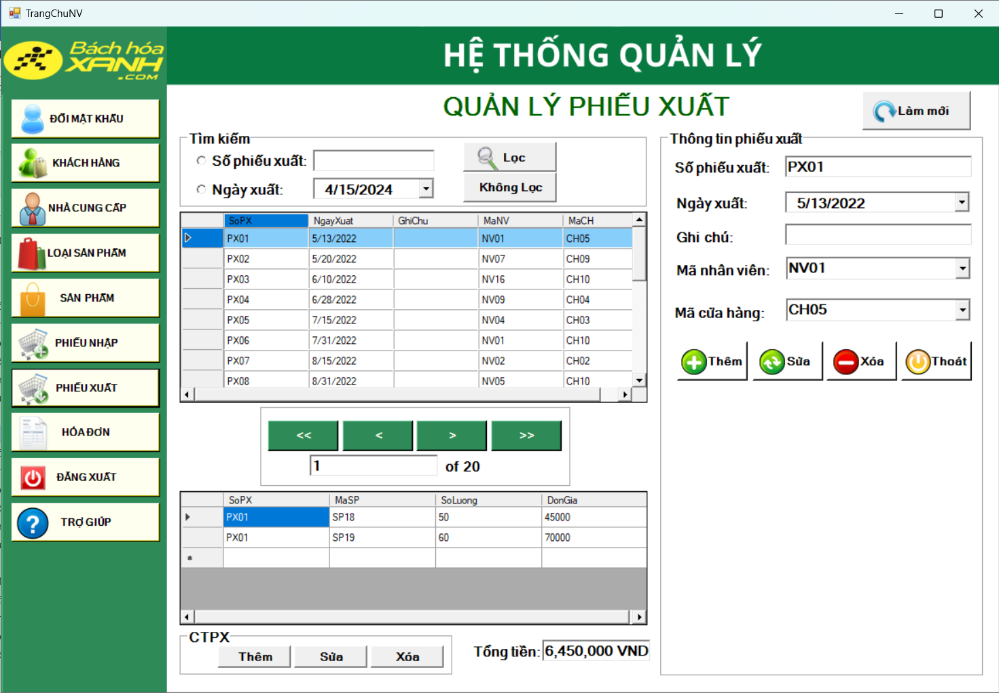 TrangChuNV
Bách hóa
XANH
.COM
HỆ THỐNG QUẢN LÝ
ĐỔI MẬT KHẨU
KHÁCH HÀNG
NHÀ CUNG CẤP
LOẠI SẢN PHẨM
SẢN PHẨM
PHIẾU NHẬP
PHIẾU XUẤT
HÓA ĐƠN
ĐĂNG XUẤT
TRỢ GIÚP
QUẢN LÝ PHIẾU XUẤT
Làm mới
Tìm kiếm
Số phiếu xuất:
Lọc
Ngày xuất: 4/15/2024
Không Lọc
SoPX NgayXuat GhiChu MaNV MaCH
PX01 5/13/2022 NV01 CH05
PX02 5/20/2022 NV07 CH09
PX03 6/10/2022 NV16 CH10
PX04 6/28/2022 NV09 CH04
PX05 7/15/2022 NV04 CH03
PX06 7/31/2022 NV01 CH10
PX07 8/15/2022 NV02 CH02
PX08 8/31/2022 NV05 CH10
<< < > >>
1 of 20
SoPX MaSP SoLuong DonGia
PX01 SP18 50 45000
PX01 SP19 60 70000
*
CTPX
Thêm Sửa Xóa
Tổng tiền: 6,450,000 VND
Thông tin phiếu xuất
Số phiếu xuất: PX01
Ngày xuất: 5/13/2022
Ghi chú:
Mã nhân viên: NV01
Mã cửa hàng: CH05
Thêm Sửa Xóa Thoát